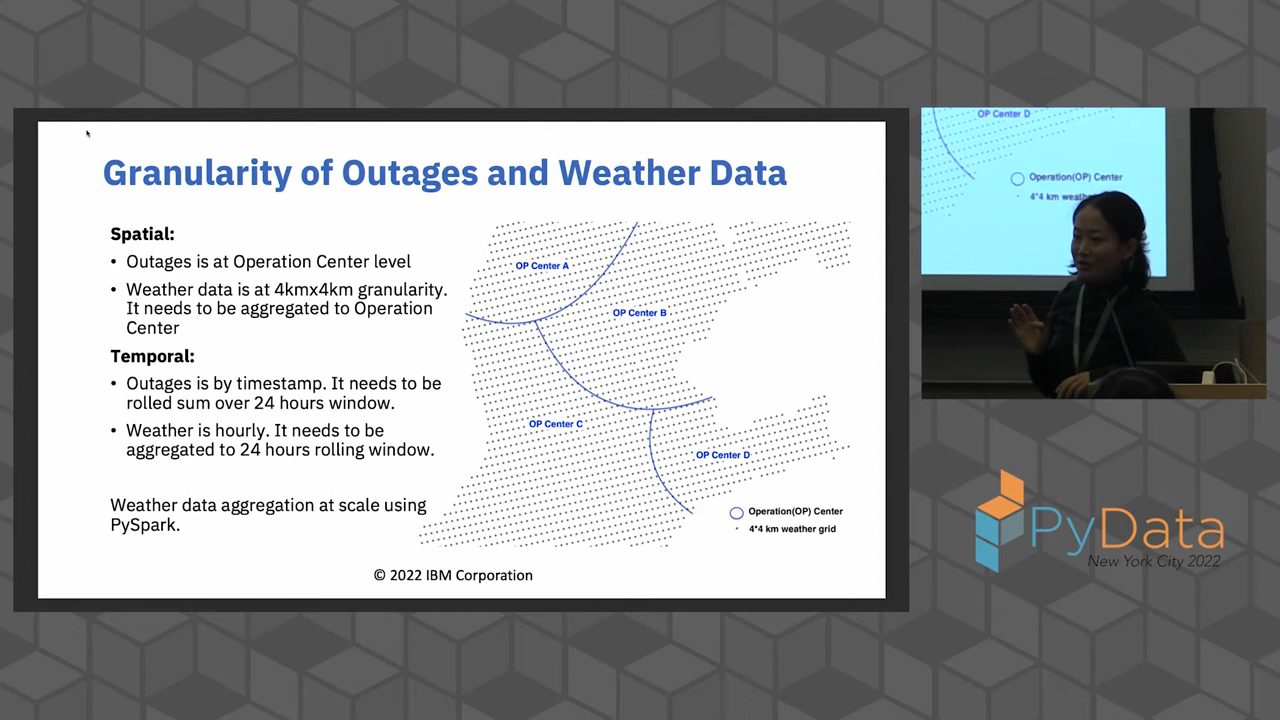 Granularity of Outages and Weather Data
Spatial:
• Outages is at Operation Center level
• Weather data is at 4kmx4km granularity.
It needs to be aggregated to Operation
Center
Temporal:
• Outages is by timestamp. It needs to be
rolled sum over 24 hours window.
• Weather is hourly. It needs to be
aggregated to 24 hours rolling window.
Weather data aggregation at scale using
PySpark.
OP Center A
OP Center B
OP Center C
OP Center D
Operation(OP) Center
4*4 km weather grid
© 2022 IBM Corporation
OP Center D
Operation(OP) Center
4*4 km
PyData
New York City 2022